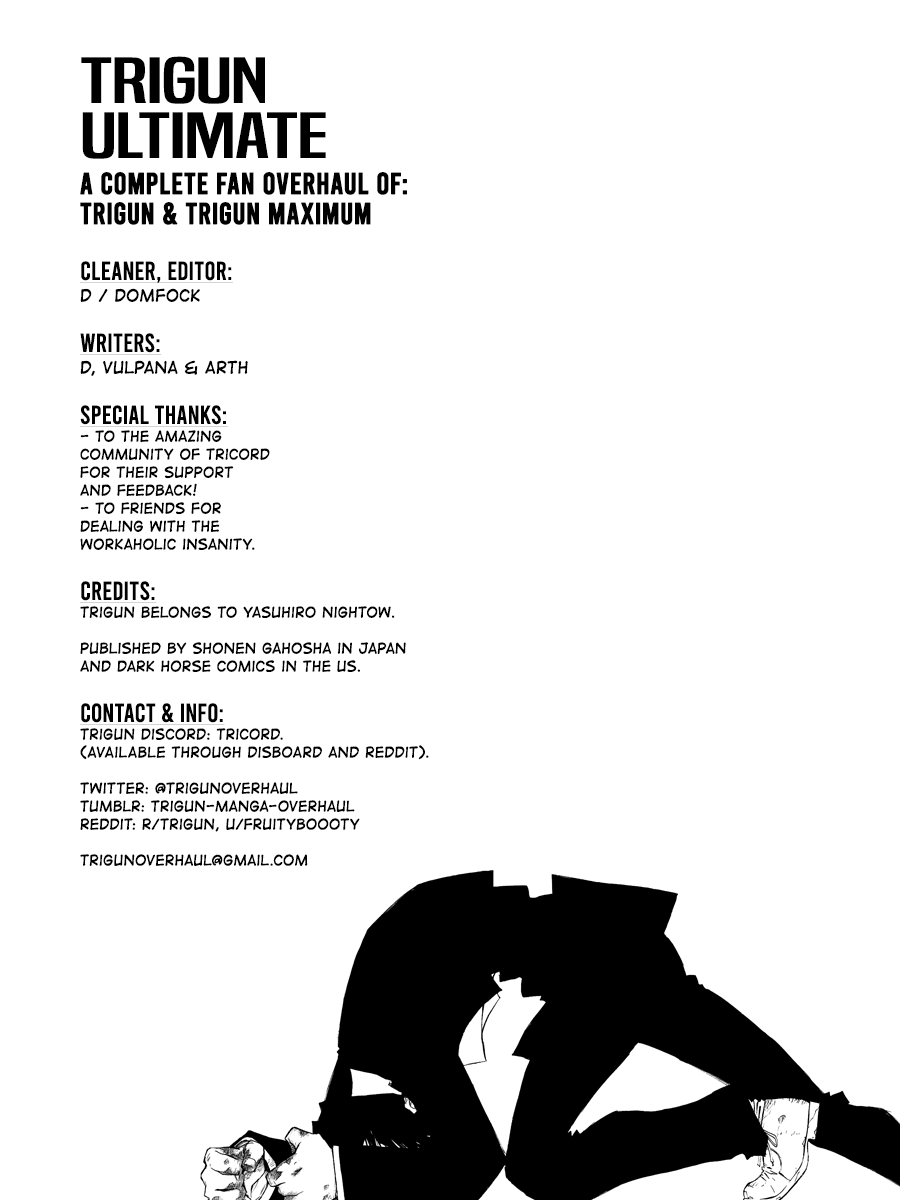 TRIGUN
ULTIMATE
A COMPLETE FAN OVERHAUL OF:
TRIGUN & TRIGUN MAXIMUM
CLEANER, EDITOR:
D / DOMFOCK
WRITERS:
D, VULPANA & ARTH
SPECIAL THANKS:
- TO THE AMAZING
COMMUNITY OF TRICORD
FOR THEIR SUPPORT
AND FEEDBACK!
- TO FRIENDS FOR
DEALING WITH THE
WORKAHOLIC INSANITY.
CREDITS:
TRIGUN BELONGS TO YASUHIRO NIGHTOW.
PUBLISHED BY SHONEN GAHOSHA IN JAPAN
AND DARK HORSE COMICS IN THE US.
CONTACT & INFO:
TRIGUN DISCORD: TRICORD.
(AVAILABLE THROUGH DISBOARD AND REDDIT).
TWITTER: @TRIGUNOVERHAUL
TUMBLR: TRIGUN-MANGA-OVERHAUL
REDDIT: R/TRIGUN, U/FRUITYBOOOTY
TRIGUNOVERHAUL@GMAIL.COM